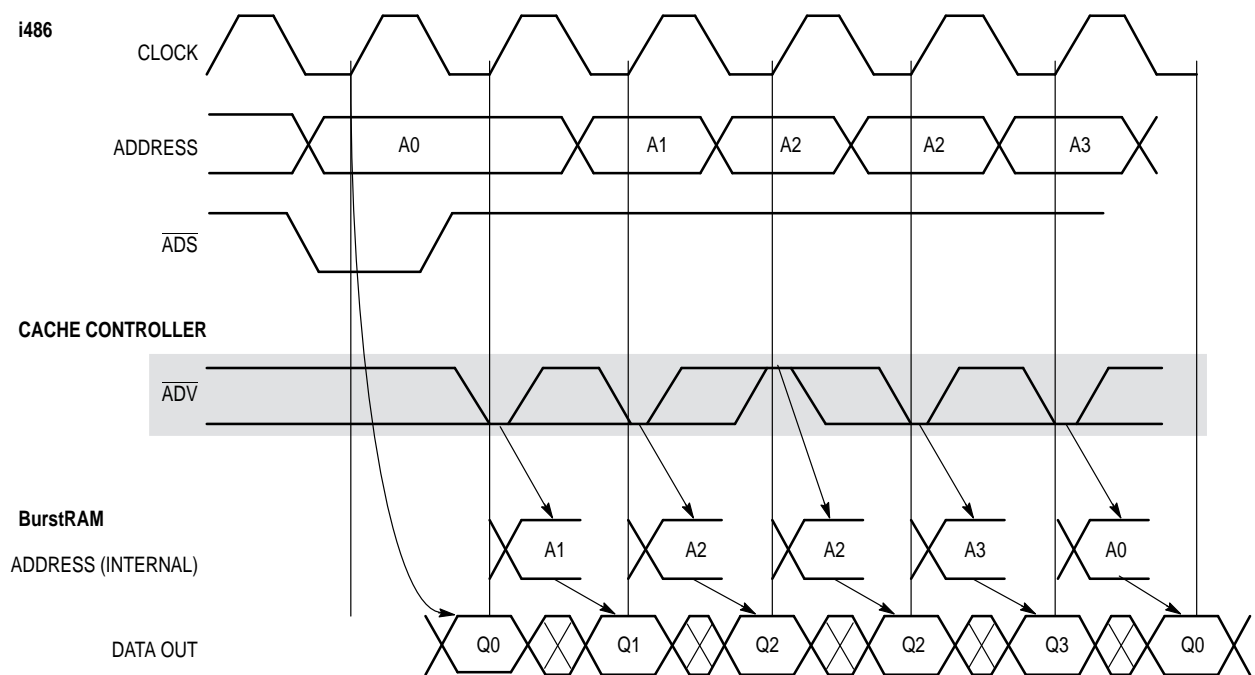 i486
CLOCK
ADDRESS A0 A1 A2 A2 A3
ADS
CACHE CONTROLLER
ADV
BurstRAM
ADDRESS (INTERNAL) A1 A2 A2 A3 A0
DATA OUT Q0 Q1 Q2 Q2 Q3 Q0